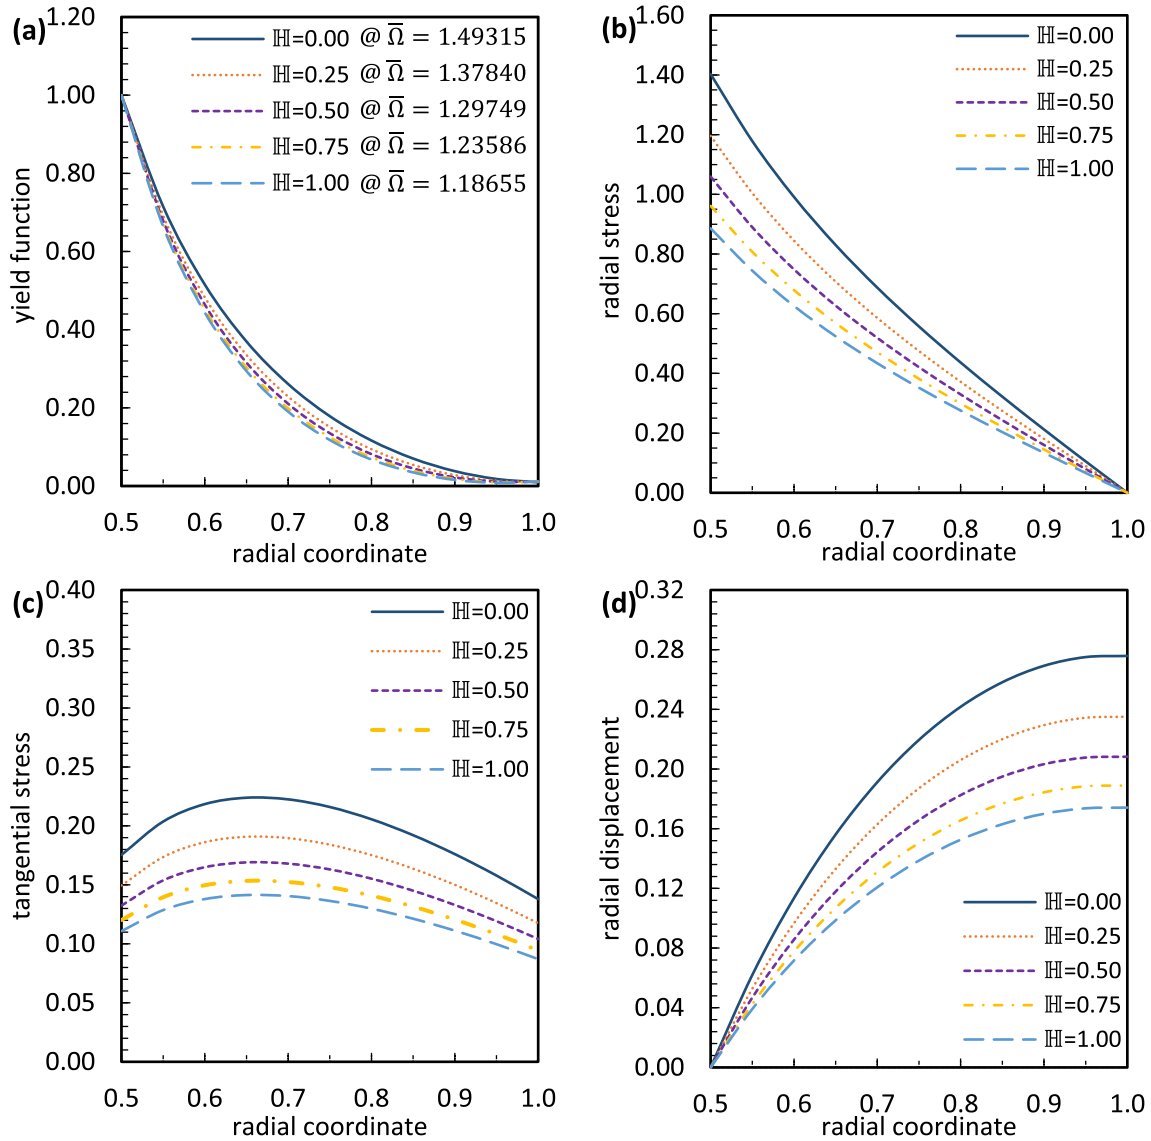 (a)
1.20
1.00
0.80
0.60
0.40
0.20
0.00
yield function
ℍ=0.00 @ Ω̅ = 1.49315
ℍ=0.25 @ Ω̅ = 1.37840
ℍ=0.50 @ Ω̅ = 1.29749
ℍ=0.75 @ Ω̅ = 1.23586
ℍ=1.00 @ Ω̅ = 1.18655
0.5 0.6 0.7 0.8 0.9 1.0
radial coordinate
(b)
1.60
1.40
1.20
1.00
0.80
0.60
0.40
0.20
0.00
radial stress
ℍ=0.00
ℍ=0.25
ℍ=0.50
ℍ=0.75
ℍ=1.00
0.5 0.6 0.7 0.8 0.9 1.0
radial coordinate
(c)
0.40
0.35
0.30
0.25
0.20
0.15
0.10
0.05
0.00
tangential stress
ℍ=0.00
ℍ=0.25
ℍ=0.50
ℍ=0.75
ℍ=1.00
0.5 0.6 0.7 0.8 0.9 1.0
radial coordinate
(d)
0.32
0.28
0.24
0.20
0.16
0.12
0.08
0.04
0.00
radial displacement
ℍ=0.00
ℍ=0.25
ℍ=0.50
ℍ=0.75
ℍ=1.00
0.5 0.6 0.7 0.8 0.9 1.0
radial coordinate